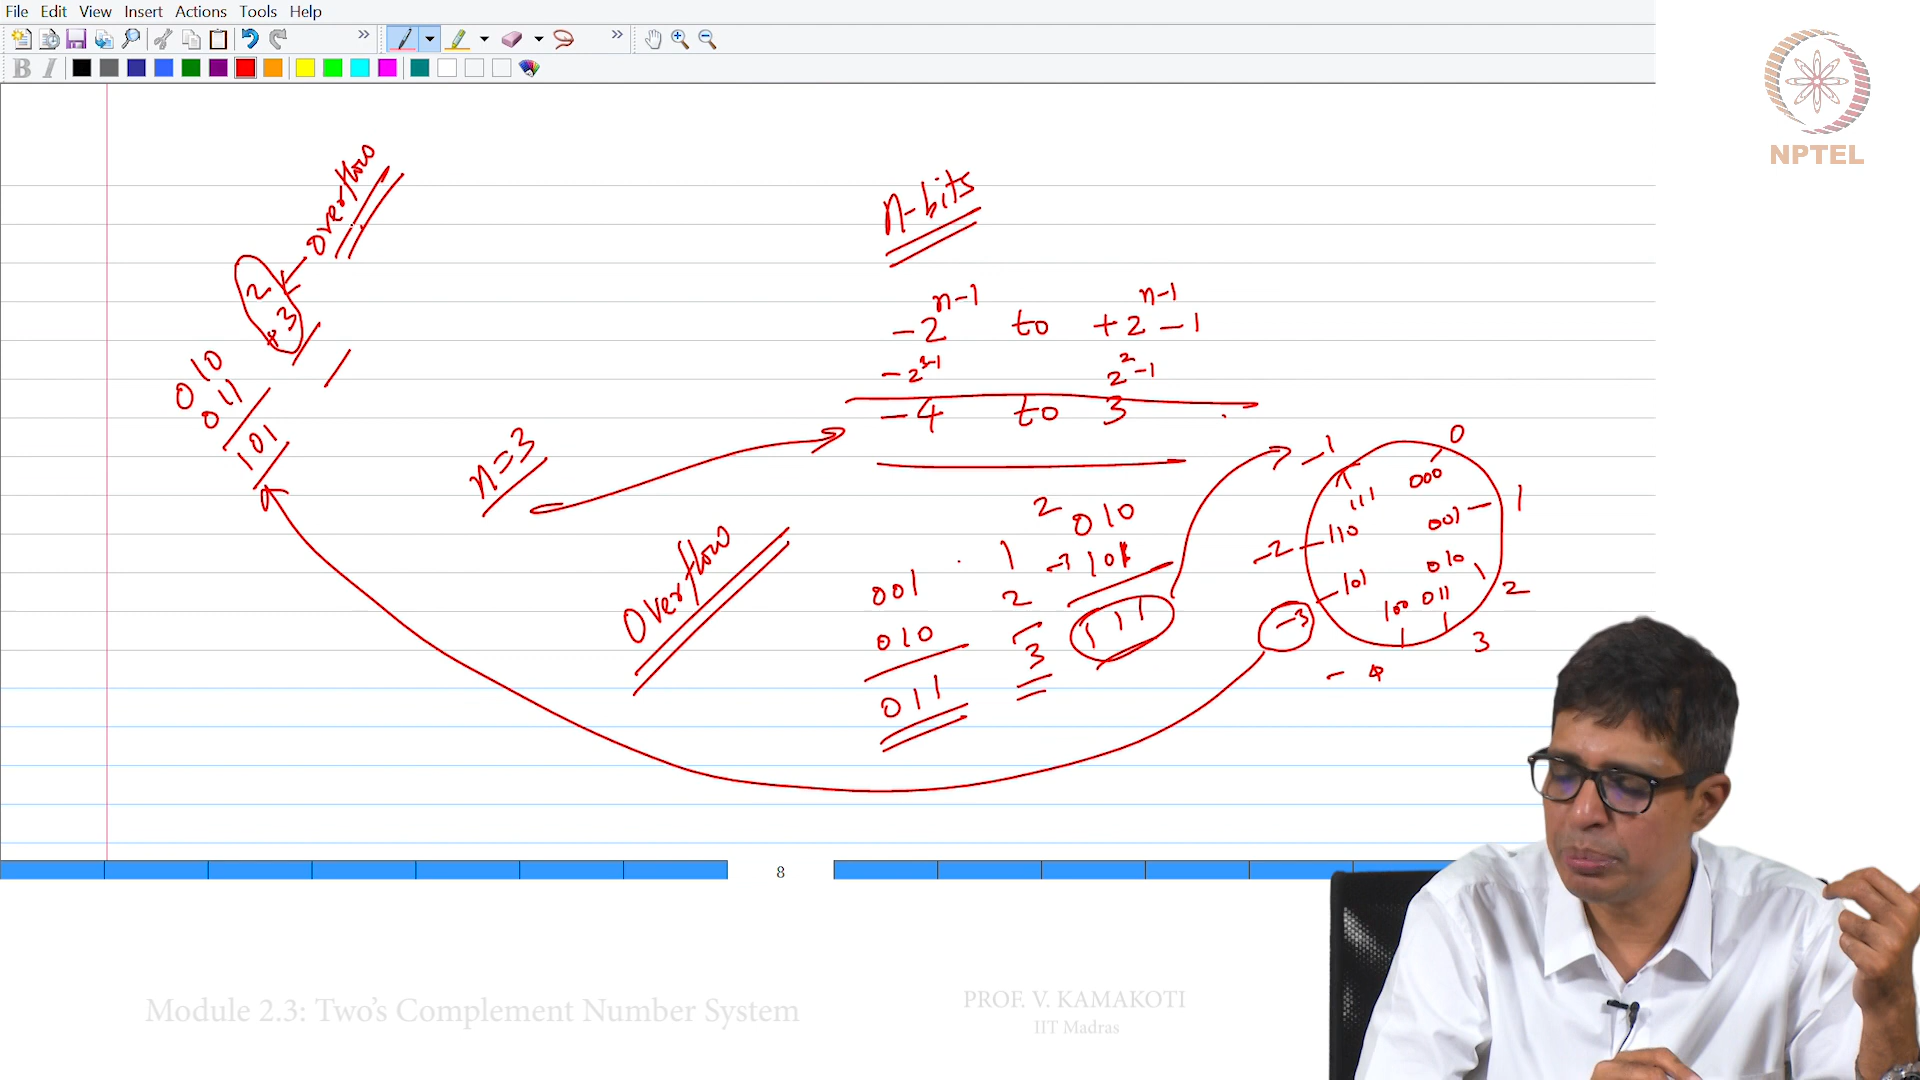 File Edit View Insert Actions Tools Help
B I
NPTEL
overflow
2
+3
010
011
101
n-bits
-2^{n-1} to +2^{n-1}-1
-2^{3-1} 2^2-1
-4 to 3
n=3
Overflow
001 1
010 2
011 3
2 010
-3 101
111
0
000
1
001
2
010
3
011
-4
100
-3
101
-2
110
-1
111
8
Module 2.3: Two's Complement Number System
PROF. V. KAMAKOTI
IIT Madras